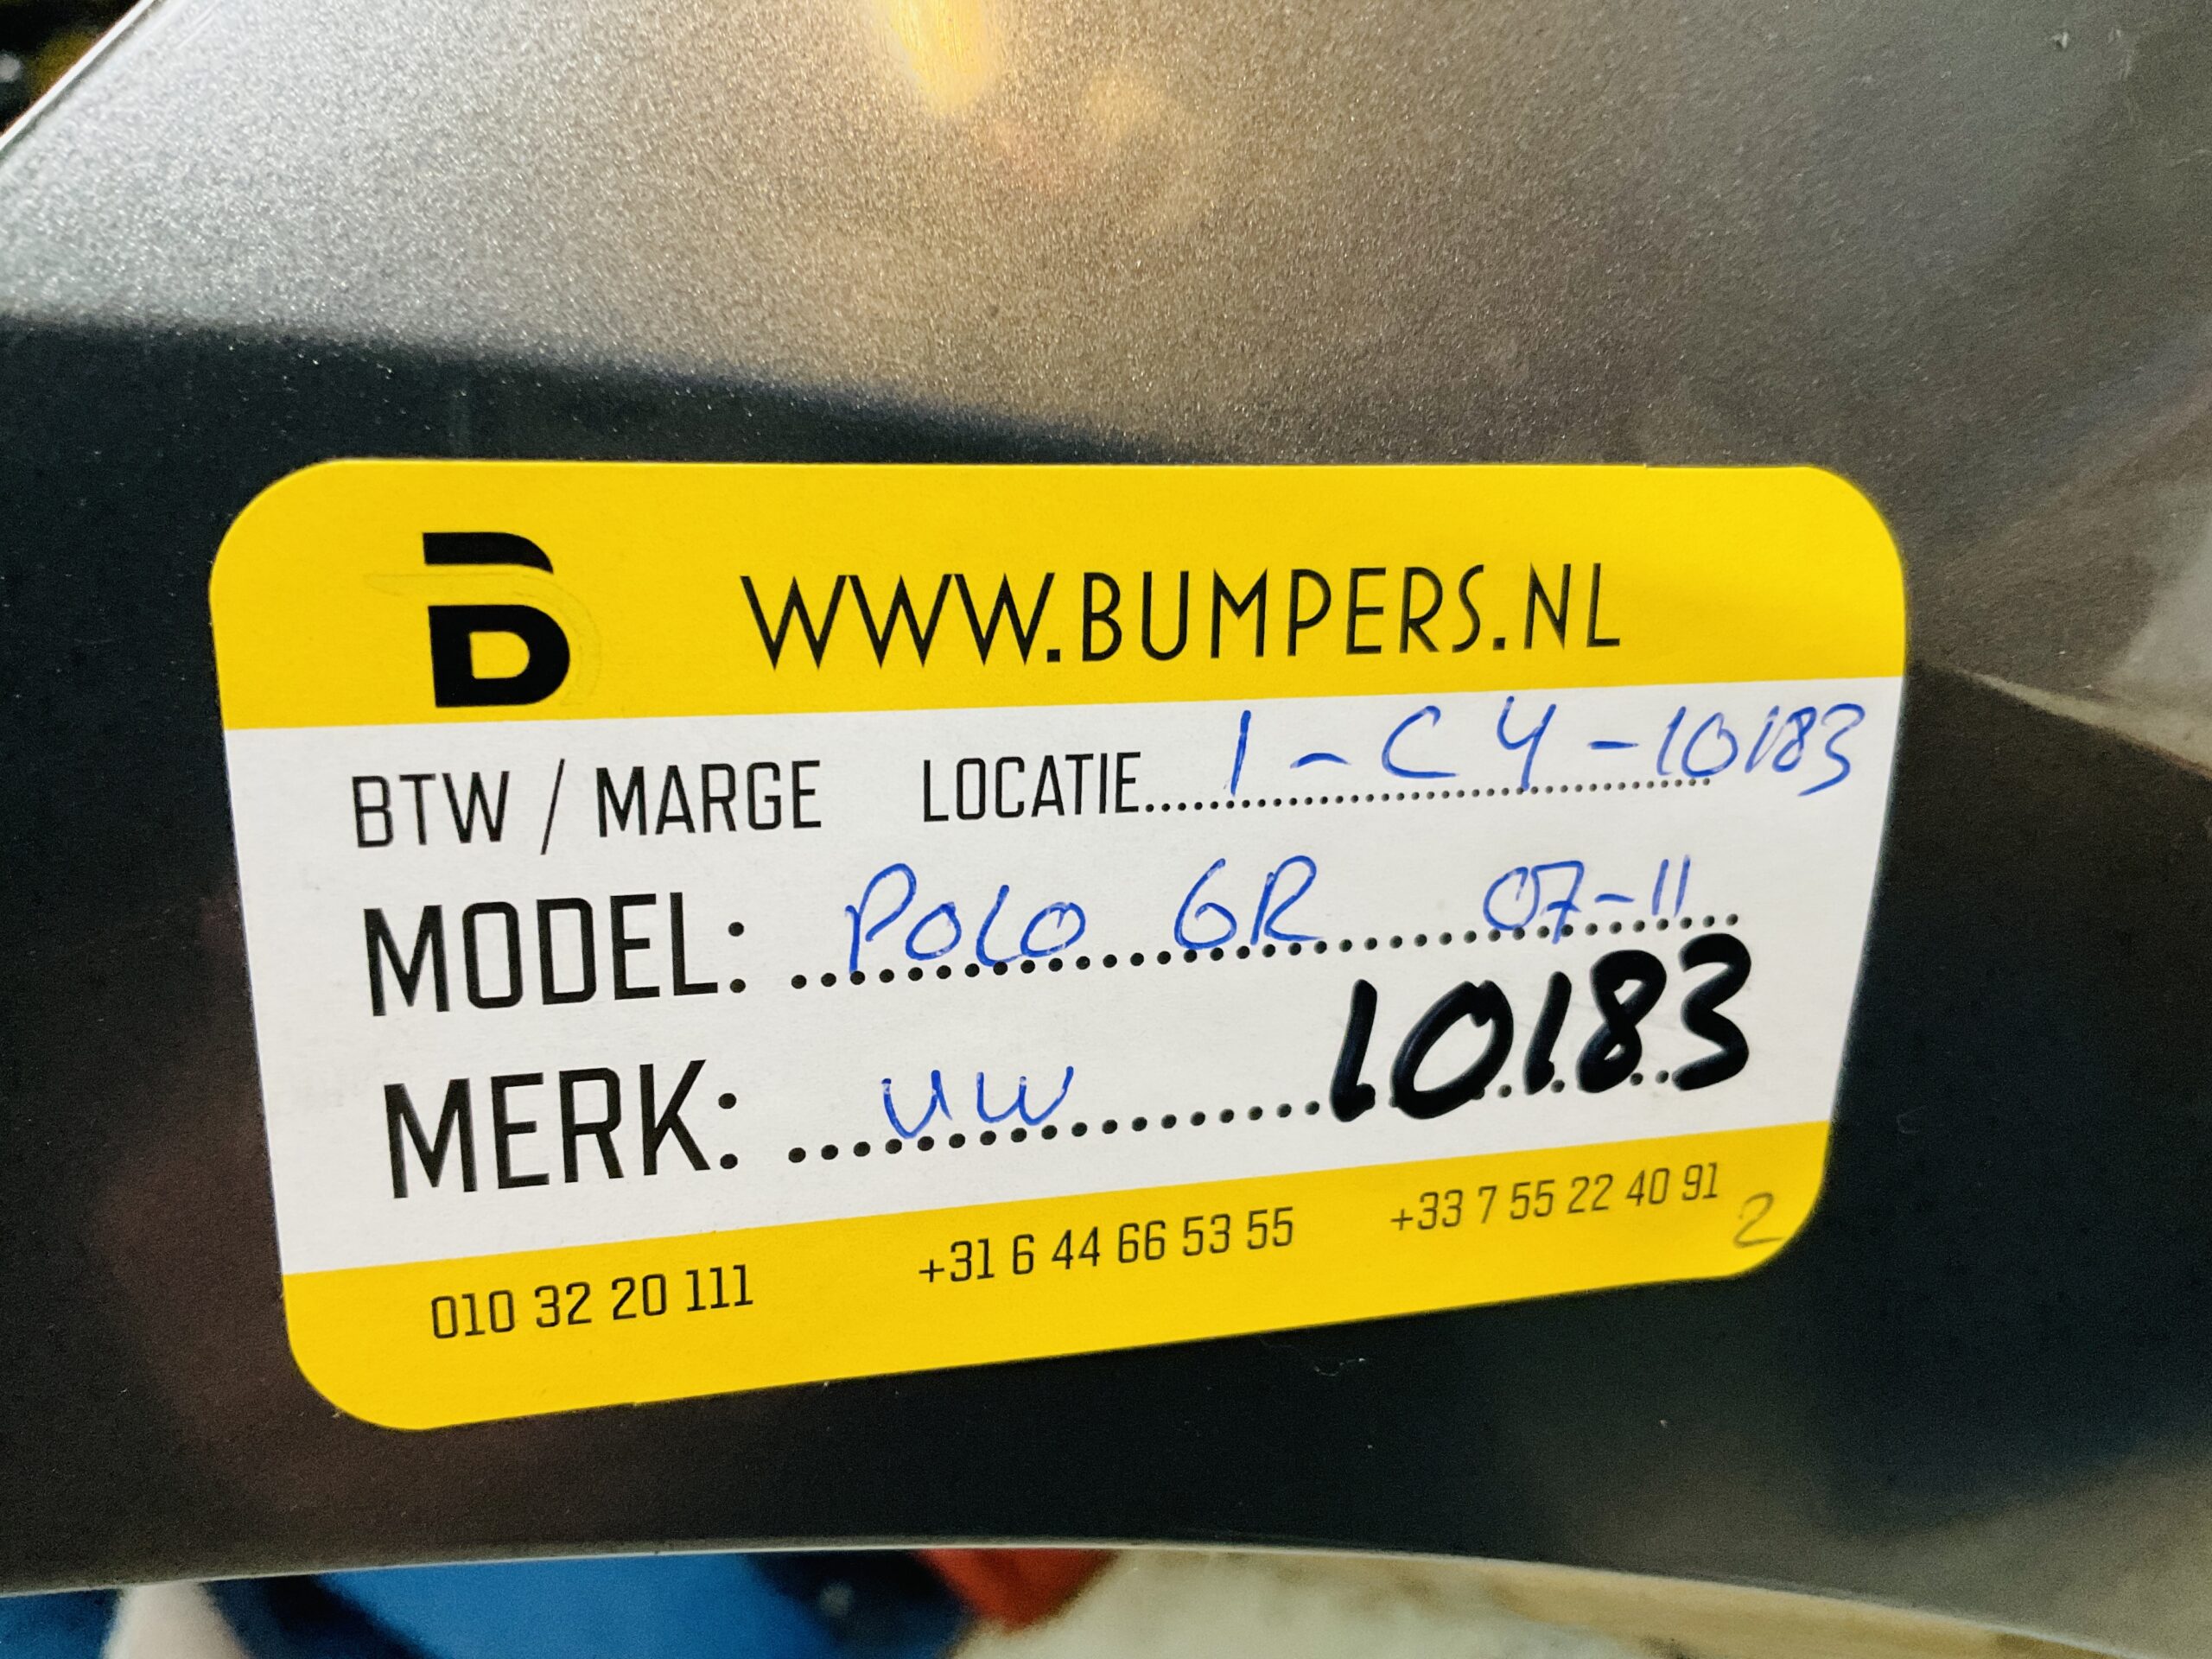 B WWW.BUMPERS.NL
BTW / MARGE LOCATIE...1-C4-10183
MODEL: POLO 6R 07-11
10183
MERK: VW
010 32 20 111 +31 6 44 66 53 55 +33 7 55 22 40 91 2